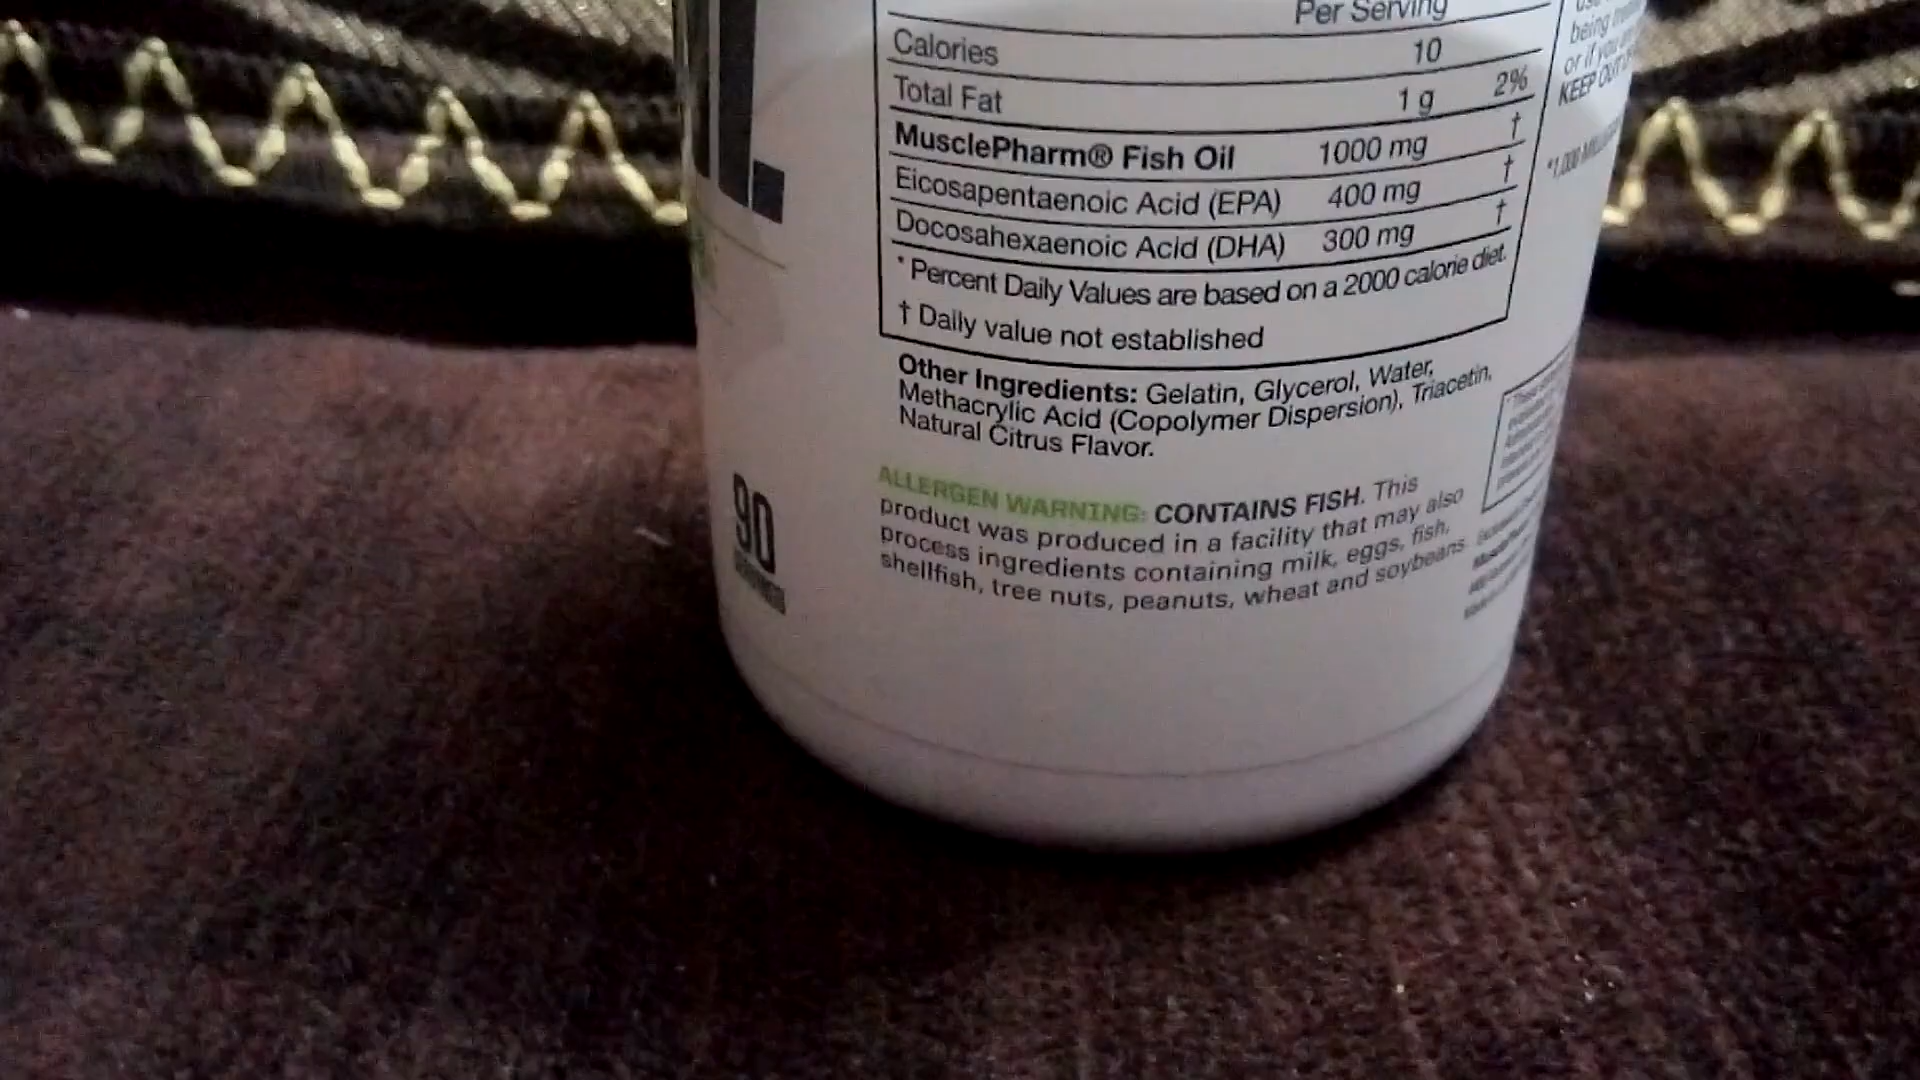 Per Serving
Calories 10
Total Fat 1 g 2%
MusclePharm® Fish Oil 1000 mg †
Eicosapentaenoic Acid (EPA) 400 mg †
Docosahexaenoic Acid (DHA) 300 mg †
* Percent Daily Values are based on a 2000 calorie diet.
† Daily value not established
Other Ingredients: Gelatin, Glycerol, Water,
Methacrylic Acid (Copolymer Dispersion), Triacetin,
Natural Citrus Flavor.
ALLERGEN WARNING: CONTAINS FISH. This
product was produced in a facility that may also
process ingredients containing milk, eggs, fish,
shellfish, tree nuts, peanuts, wheat and soybeans
90
being
or if you
KEEP OUT